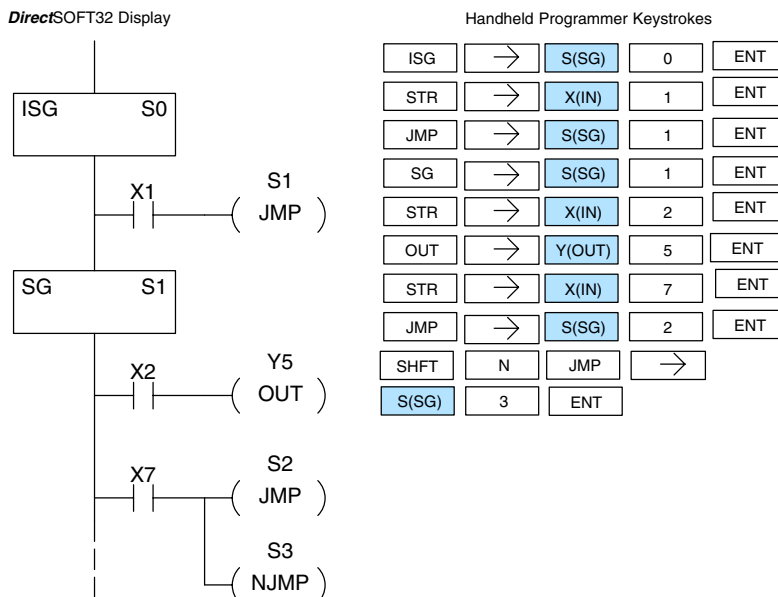 DirectSOFT32 Display
ISG S0
X1
S1
JMP
SG S1
X2
Y5
OUT
X7
S2
JMP
S3
NJMP
Handheld Programmer Keystrokes
ISG → S(SG) 0 ENT
STR → X(IN) 1 ENT
JMP → S(SG) 1 ENT
SG → S(SG) 1 ENT
STR → X(IN) 2 ENT
OUT → Y(OUT) 5 ENT
STR → X(IN) 7 ENT
JMP → S(SG) 2 ENT
SHFT N JMP →
S(SG) 3 ENT